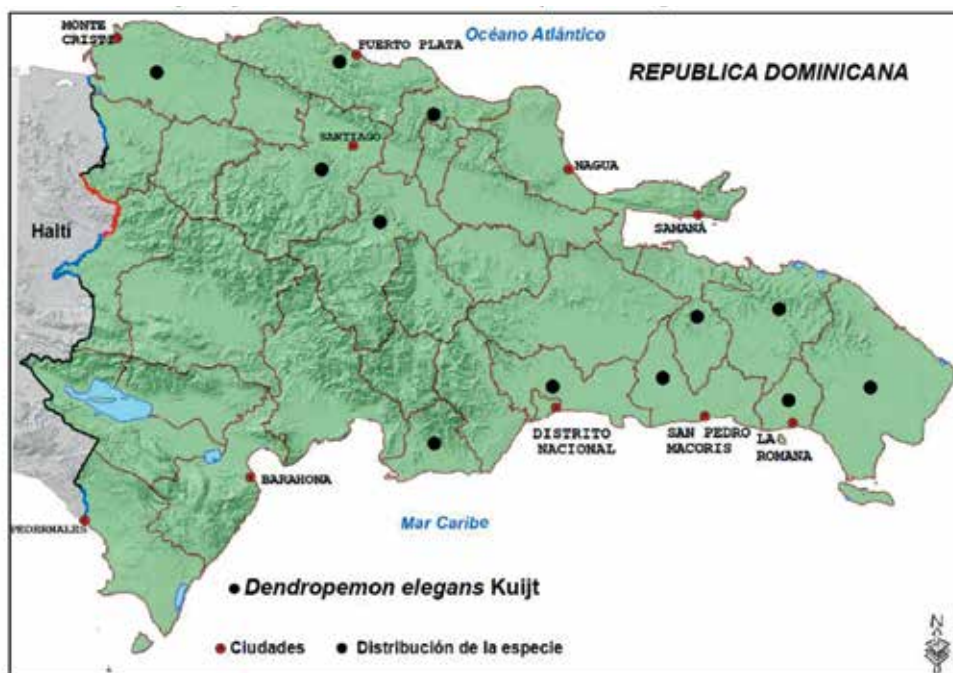 MONTE
CRISTI
Océano Atlántico
PUERTO PLATA
REPUBLICA DOMINICANA
SANTIAGO
NAGUA
Haití
SAMANÁ
DISTRITO
NACIONAL
SAN PEDRO
MACORIS
LA
ROMANA
BARAHONA
PEDERNALES
Mar Caribe
Dendropemon elegans Kuijt
Ciudades
Distribución de la especie
N